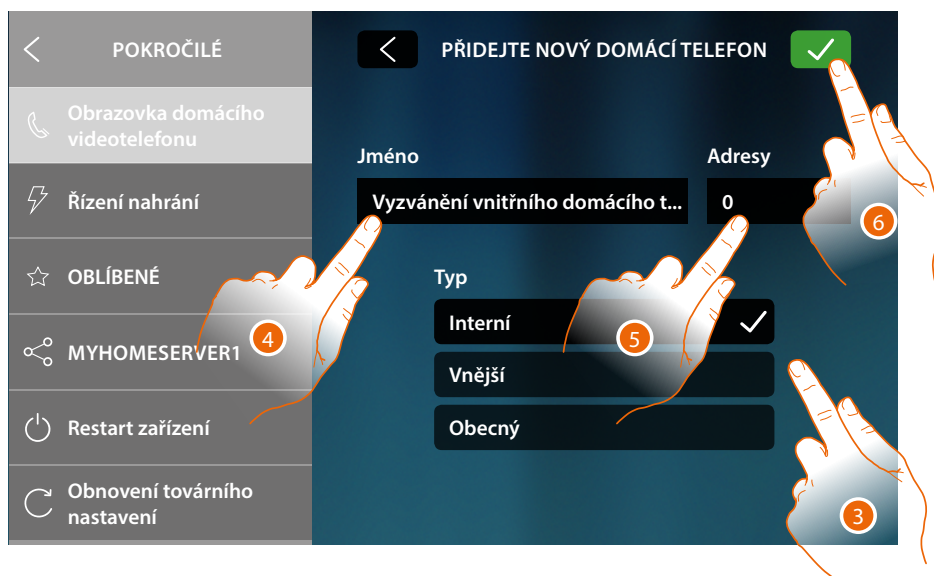 POKROČILÉ
Obrazovka domácího
videotelefonu
Řízení nahrání
OBLÍBENÉ
MYHOMESERVER1
Restart zařízení
Obnovení továrního
nastavení
PŘIDEJTE NOVÝ DOMÁCÍ TELEFON
Jméno
Adresy
Vyzvánění vnitřního domácího t...
0
Typ
Interní
Vnější
Obecný
4
5
6
3